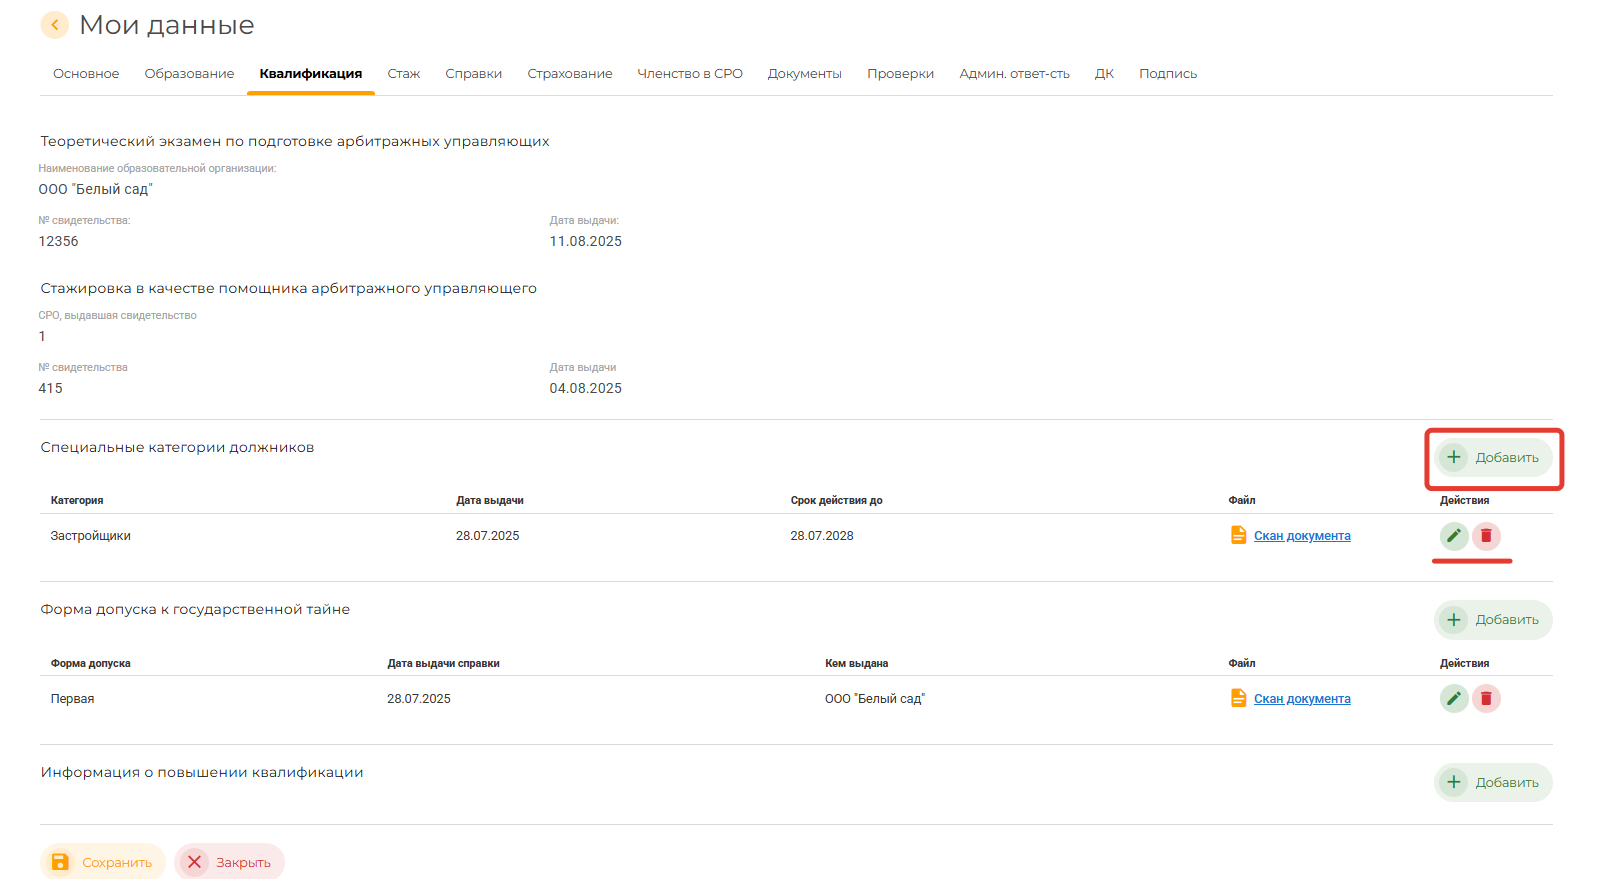 Мои данные
Основное Образование Квалификация Стаж Справки Страхование Членство в СРО Документы Проверки Админ. ответ-сть ДК Подпись
Теоретический экзамен по подготовке арбитражных управляющих
Наименование образовательной организации:
ООО "Белый сад"
№ свидетельства: Дата выдачи:
12356 11.08.2025
Стажировка в качестве помощника арбитражного управляющего
СРО, выдавшая свидетельство
1
№ свидетельства Дата выдачи
415 04.08.2025
Специальные категории должников Добавить
Категория Дата выдачи Срок действия до Файл Действия
Застройщики 28.07.2025 28.07.2028 Скан документа
Форма допуска к государственной тайне Добавить
Форма допуска Дата выдачи справки Кем выдана Файл Действия
Первая 28.07.2025 ООО "Белый сад" Скан документа
Информация о повышении квалификации Добавить
Сохранить Закрыть